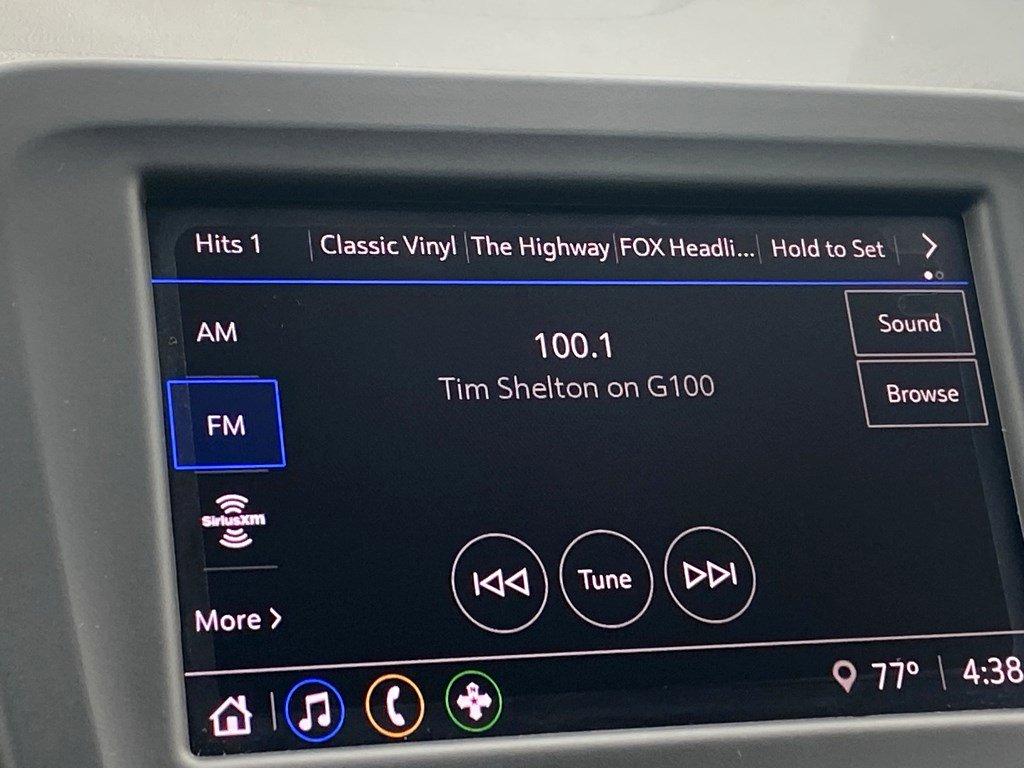 Hits 1 Classic Vinyl The Highway FOX Headli... Hold to Set
AM
100.1
Sound
Tim Shelton on G100
Browse
FM
SiriusXM
Tune
More
77° 4:38